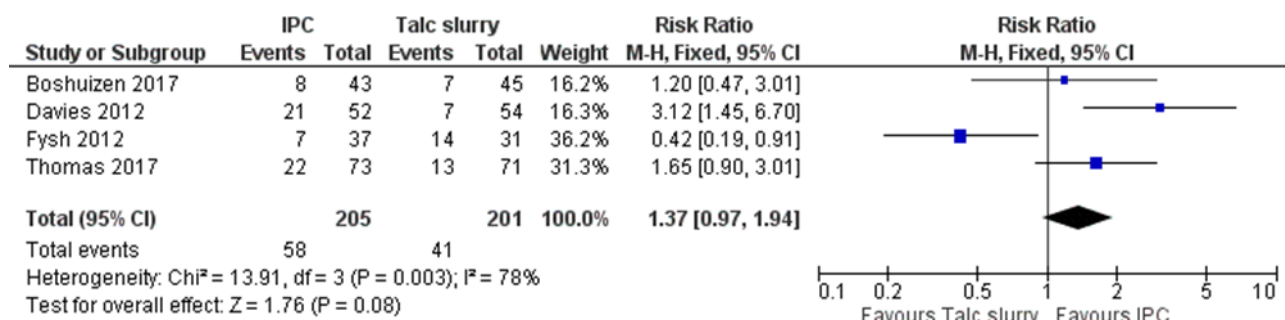 IPC Talc slurry Risk Ratio Risk Ratio
Study or Subgroup Events Total Events Total Weight M-H, Fixed, 95% CI M-H, Fixed, 95% CI
Boshuizen 2017 8 43 7 45 16.2% 1.20 [0.47, 3.01]
Davies 2012 21 52 7 54 16.3% 3.12 [1.45, 6.70]
Fysh 2012 7 37 14 31 36.2% 0.42 [0.19, 0.91]
Thomas 2017 22 73 13 71 31.3% 1.65 [0.90, 3.01]
Total (95% CI) 205 201 100.0% 1.37 [0.97, 1.94]
Total events 58 41
Heterogeneity: Chi² = 13.91, df = 3 (P = 0.003); I² = 78%
Test for overall effect: Z = 1.76 (P = 0.08)
0.1 0.2 0.5 1 2 5 10
Favours Talc slurry Favours IPC